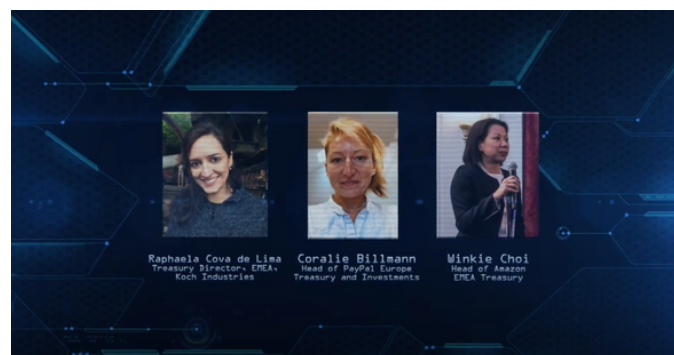 Raphaela Cova de Lima
Treasury Director, EMEA,
Koch Industries
Coralie Billmann
Head of PayPal Europe
Treasury and Investments
Winkie Choi
Head of Amazon
EMEA Treasury